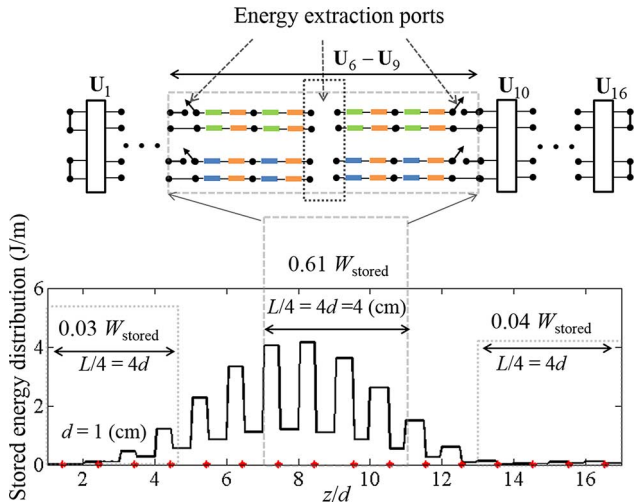 Energy extraction ports
U6 – U9
U1
U10
U16
• • •
• • •
Stored energy distribution (J/m)
6
4
2
0
0.03 Wstored
L/4 = 4d
d = 1 (cm)
0.61 Wstored
L/4 = 4d =4 (cm)
0.04 Wstored
L/4 = 4d
2 4 6 8 10 12 14 16
z/d